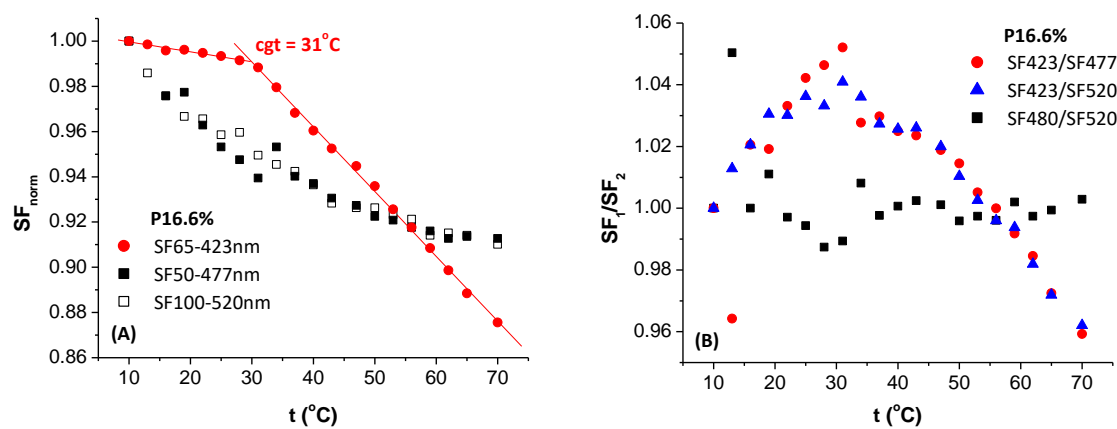 1.00
0.98
0.96
0.94
0.92
0.90
0.88
0.86
SFnorm
cgt = 31°C
P16.6%
SF65-423nm
SF50-477nm
SF100-520nm
(A)
10 20 30 40 50 60 70
t (°C)
1.06
1.04
1.02
1.00
0.98
0.96
SF1/SF2
P16.6%
SF423/SF477
SF423/SF520
SF480/SF520
(B)
10 20 30 40 50 60 70
t (°C)